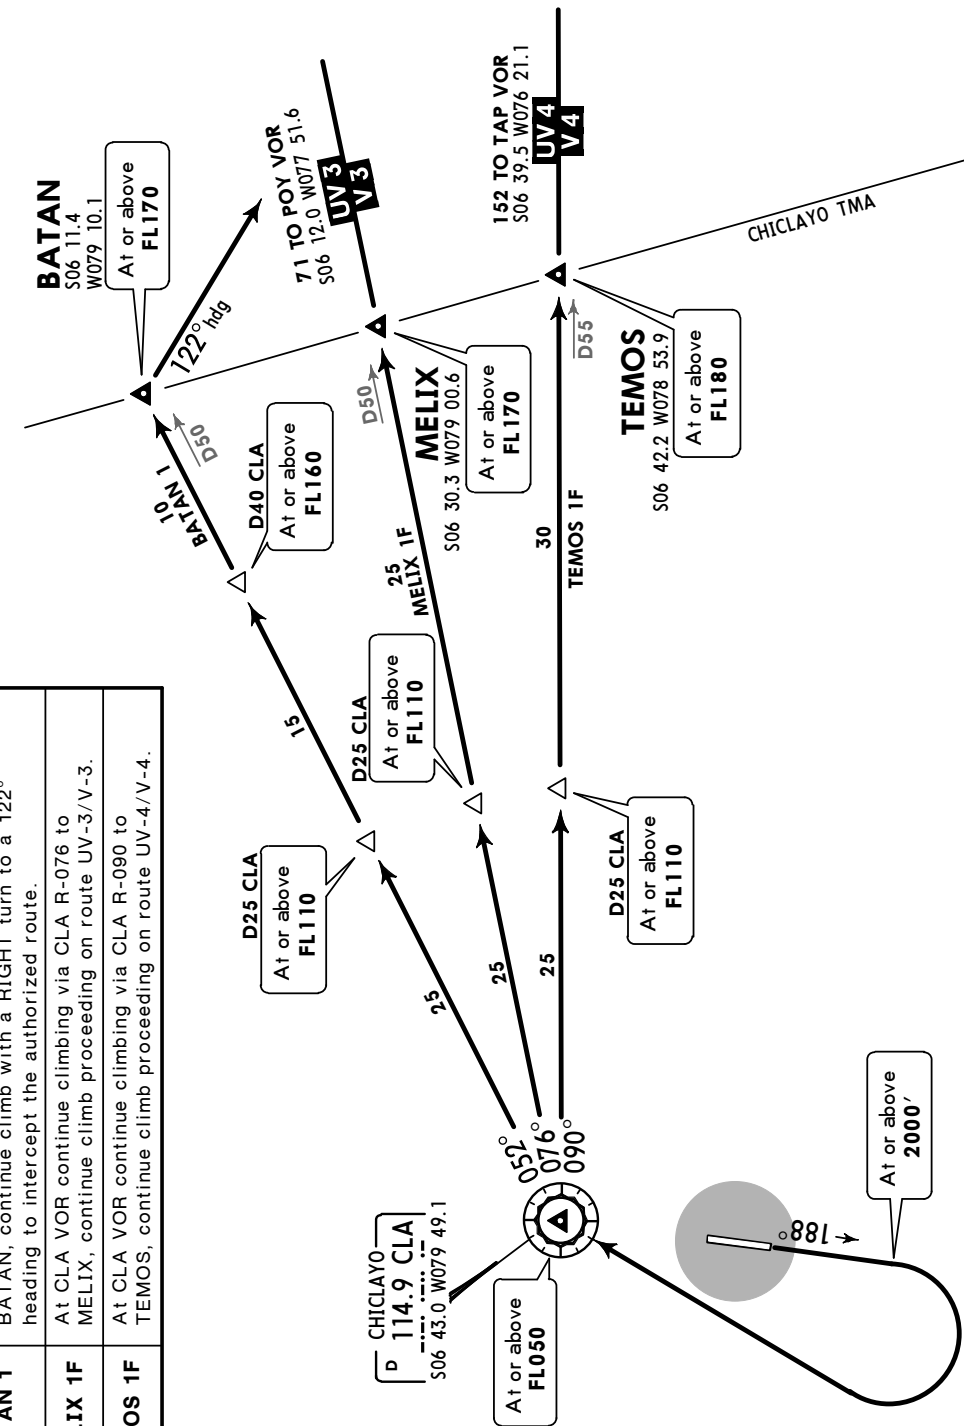 BATAN
S06 11.4
W079 10.1
At or above
FL170
122° hdg
D50
10
BATAN 1
D40 CLA
At or above
FL160
15
D25 CLA
At or above
FL110
25
71 TO POY VOR
S06 12.0 W077 51.6
UV 3
V 3
D50
MELIX
S06 30.3 W079 00.6
At or above
FL170
25
MELIX 1F
D25 CLA
At or above
FL110
25
152 TO TAP VOR
S06 39.5 W076 21.1
UV 4
V 4
CHICLAYO TMA
D55
TEMOS
S06 42.2 W078 53.9
At or above
FL180
30
TEMOS 1F
D25 CLA
At or above
FL110
25
052°
076°
090°
CHICLAYO
D 114.9 CLA
S06 43.0 W079 49.1
At or above
FL050
188°
At or above
2000'
AN 1
BATAN, continue climb with a RIGHT turn to a 122°
heading to intercept the authorized route.
LIX 1F
At CLA VOR continue climbing via CLA R-076 to
MELIX, continue climb proceeding on route UV-3/V-3.
OS 1F
At CLA VOR continue climbing via CLA R-090 to
TEMOS, continue climb proceeding on route UV-4/V-4.